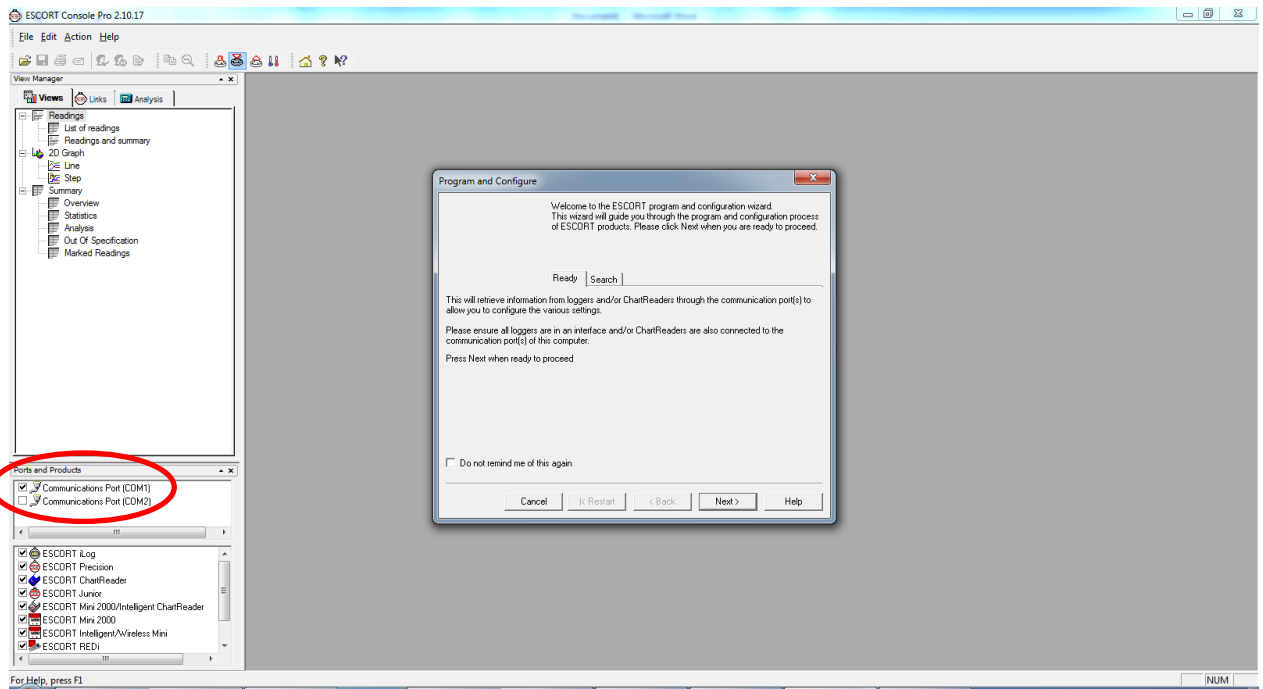 ESCORT Console Pro 2.10.17
File Edit Action Help
View Manager
Views Links Analysis
Readings
List of readings
Readings and summary
2D Graph
Line
Step
Summary
Overview
Statistics
Analysis
Out Of Specification
Marked Readings
Program and Configure
Welcome to the ESCORT program and configuration wizard.
This wizard will guide you through the program and configuration process
of ESCORT products. Please click Next when you are ready to proceed.
Ready Search
This will retrieve information from loggers and/or ChartReaders through the communication port(s) to
allow you to configure the various settings.
Please ensure all loggers are in an interface and/or ChartReaders are also connected to the
communication port(s) of this computer.
Press Next when ready to proceed
Do not remind me of this again
Cancel |< Restart < Back Next > Help
Ports and Products
Communications Port (COM1)
Communications Port (COM2)
ESCORT iLog
ESCORT Precision
ESCORT ChartReader
ESCORT Junior
ESCORT Mini 2000/Intelligent ChartReader
ESCORT Mini 2000
ESCORT Intelligent/Wireless Mini
ESCORT REDi
For Help, press F1
NUM